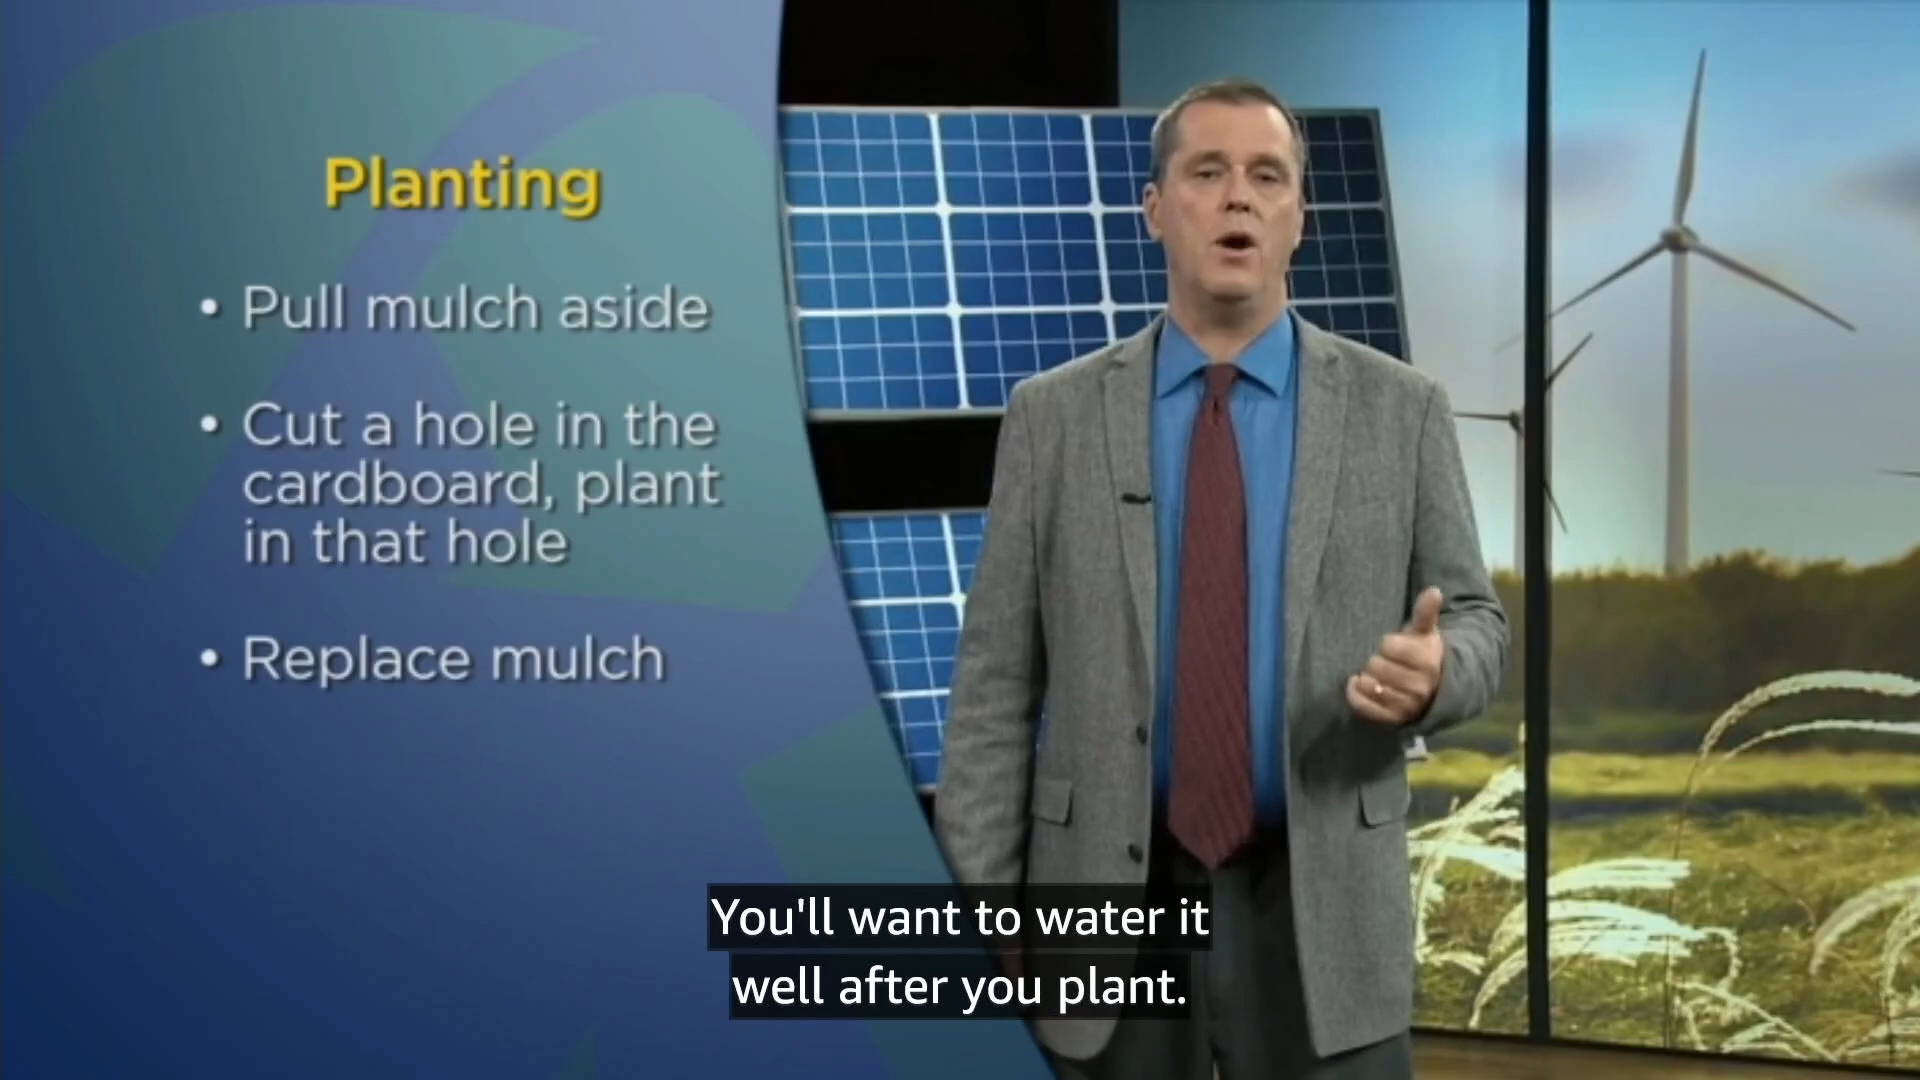 Planting
• Pull mulch aside
• Cut a hole in the
cardboard, plant
in that hole
• Replace mulch
You'll want to water it
well after you plant.